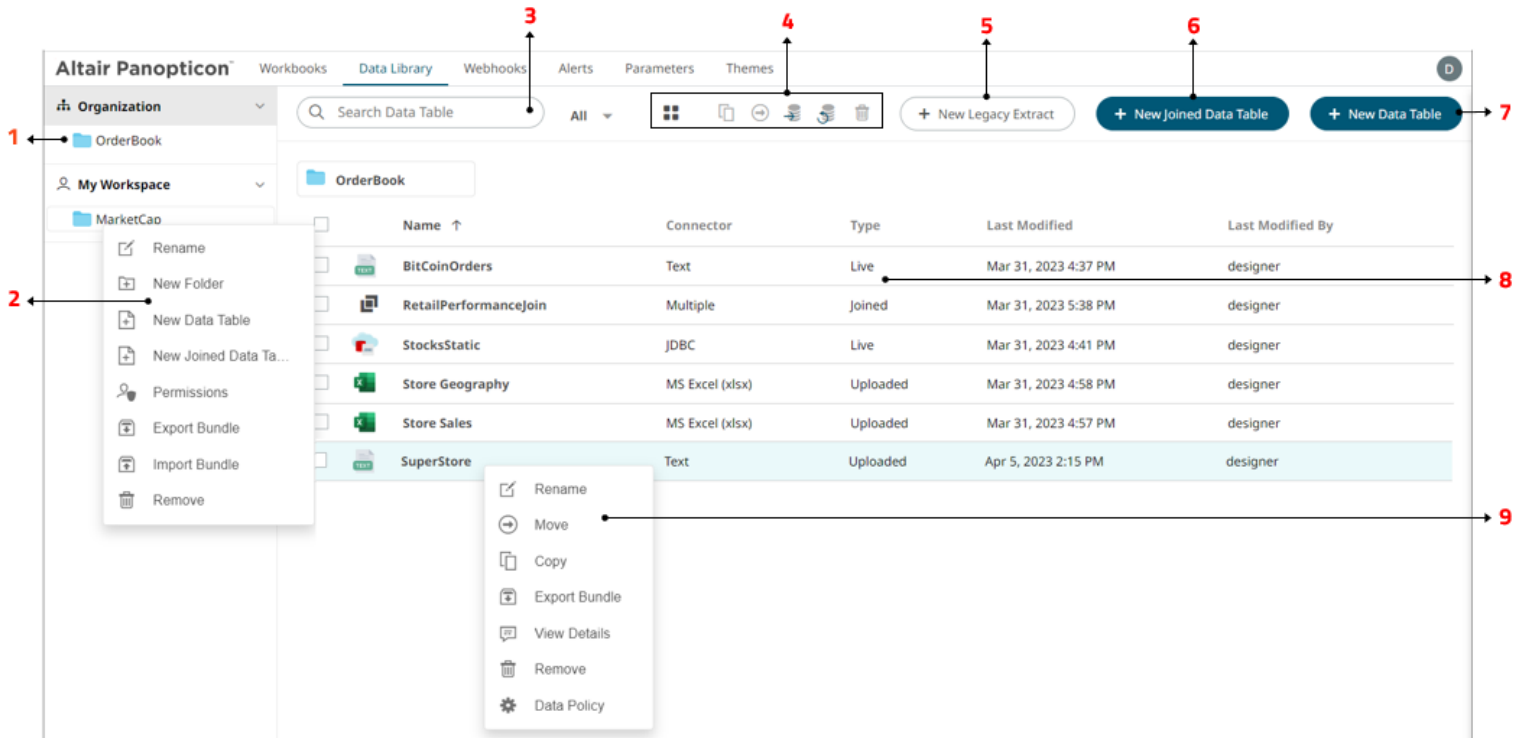 3
4
5
6
Altair Panopticon™ Workbooks Data Library Webhooks Alerts Parameters Themes D
Organization
Search Data Table All + New Legacy Extract + New Joined Data Table + New Data Table 7
1 OrderBook
My Workspace
OrderBook
MarketCap
Name ↑ Connector Type Last Modified Last Modified By
BitCoinOrders Text Live Mar 31, 2023 4:37 PM designer
8
RetailPerformanceJoin Multiple Joined Mar 31, 2023 5:38 PM designer
StocksStatic JDBC Live Mar 31, 2023 4:41 PM designer
Store Geography MS Excel (xlsx) Uploaded Mar 31, 2023 4:58 PM designer
Store Sales MS Excel (xlsx) Uploaded Mar 31, 2023 4:57 PM designer
TEXT SuperStore Text Uploaded Apr 5, 2023 2:15 PM designer
2
Rename
New Folder
New Data Table
New Joined Data Ta...
Permissions
Export Bundle
Import Bundle
Remove
Rename
Move
9
Copy
Export Bundle
View Details
Remove
Data Policy